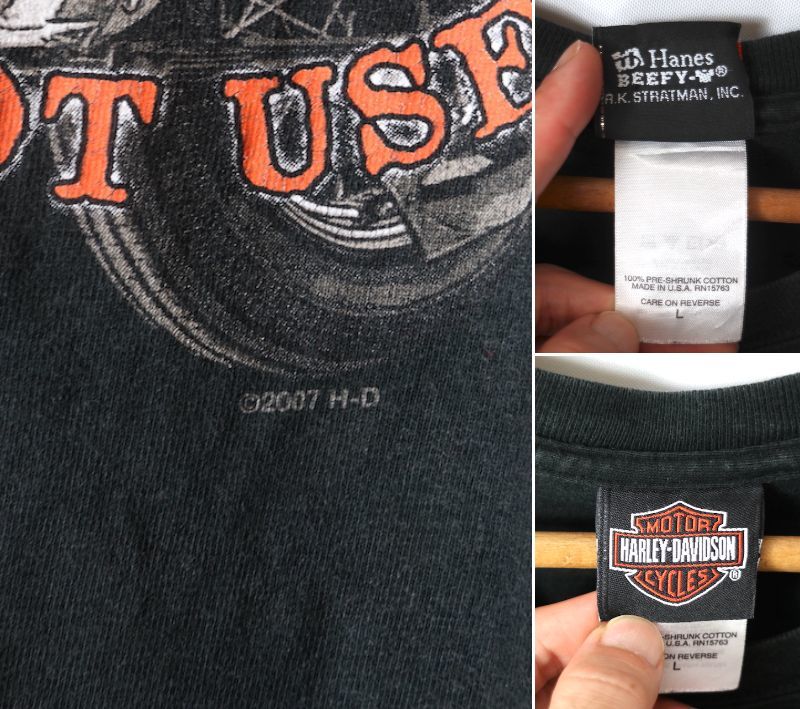 OT USE
©2007 H-D
Hanes
BEEFY-T®
R.K. STRATMAN, INC.
100% PRE-SHRUNK COTTON
MADE IN U.S.A. RN15763
CARE ON REVERSE
L
MOTOR
HARLEY-DAVIDSON
CYCLES
®
-SHRUNK COTTON
U.S.A. RN15763
ON REVERSE
L